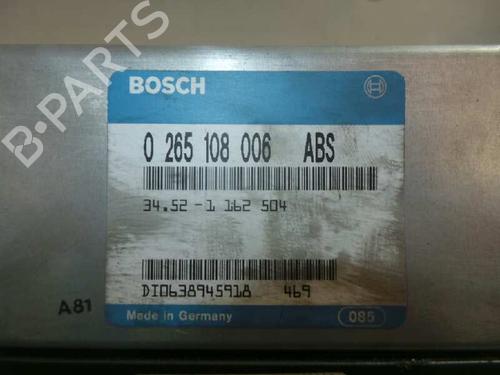 BOSCH
0 265 108 006 ABS
34.52 - 1 162 504
DI0638945918 469
A81
Made in Germany 085
B-PARTS